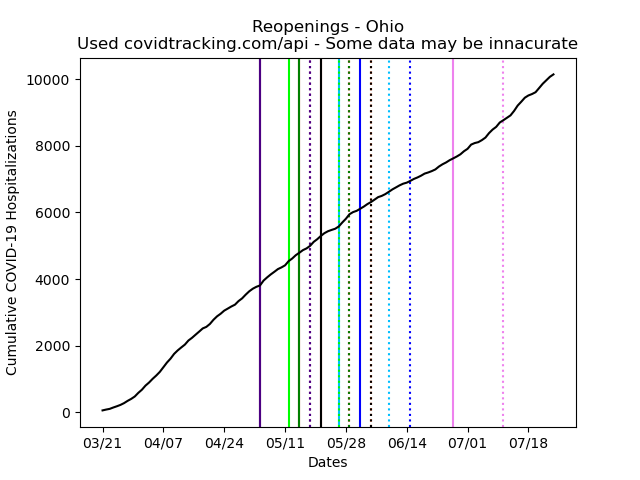 Reopenings - Ohio
Used covidtracking.com/api - Some data may be innacurate
Cumulative COVID-19 Hospitalizations
10000
8000
6000
4000
2000
0
03/21 04/07 04/24 05/11 05/28 06/14 07/01 07/18
Dates